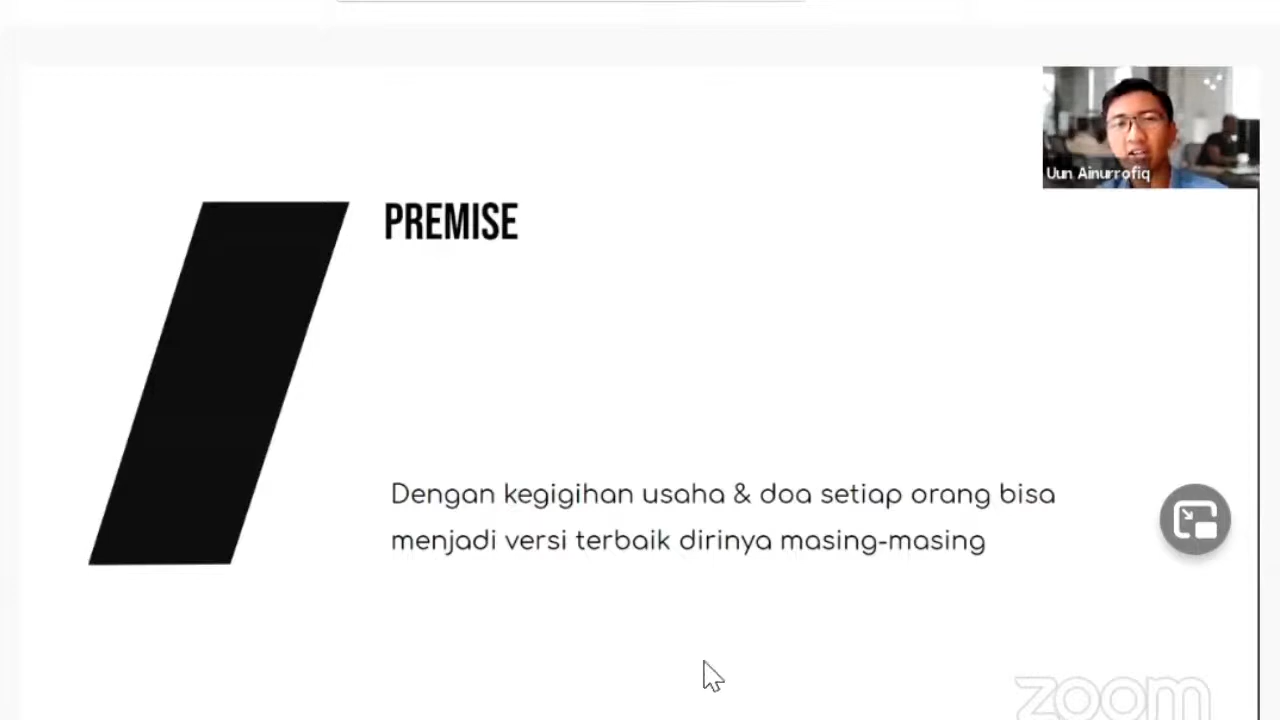 Uun Ainurrofiq
PREMISE
Dengan kegigihan usaha & doa setiap orang bisa
menjadi versi terbaik dirinya masing-masing
zoom